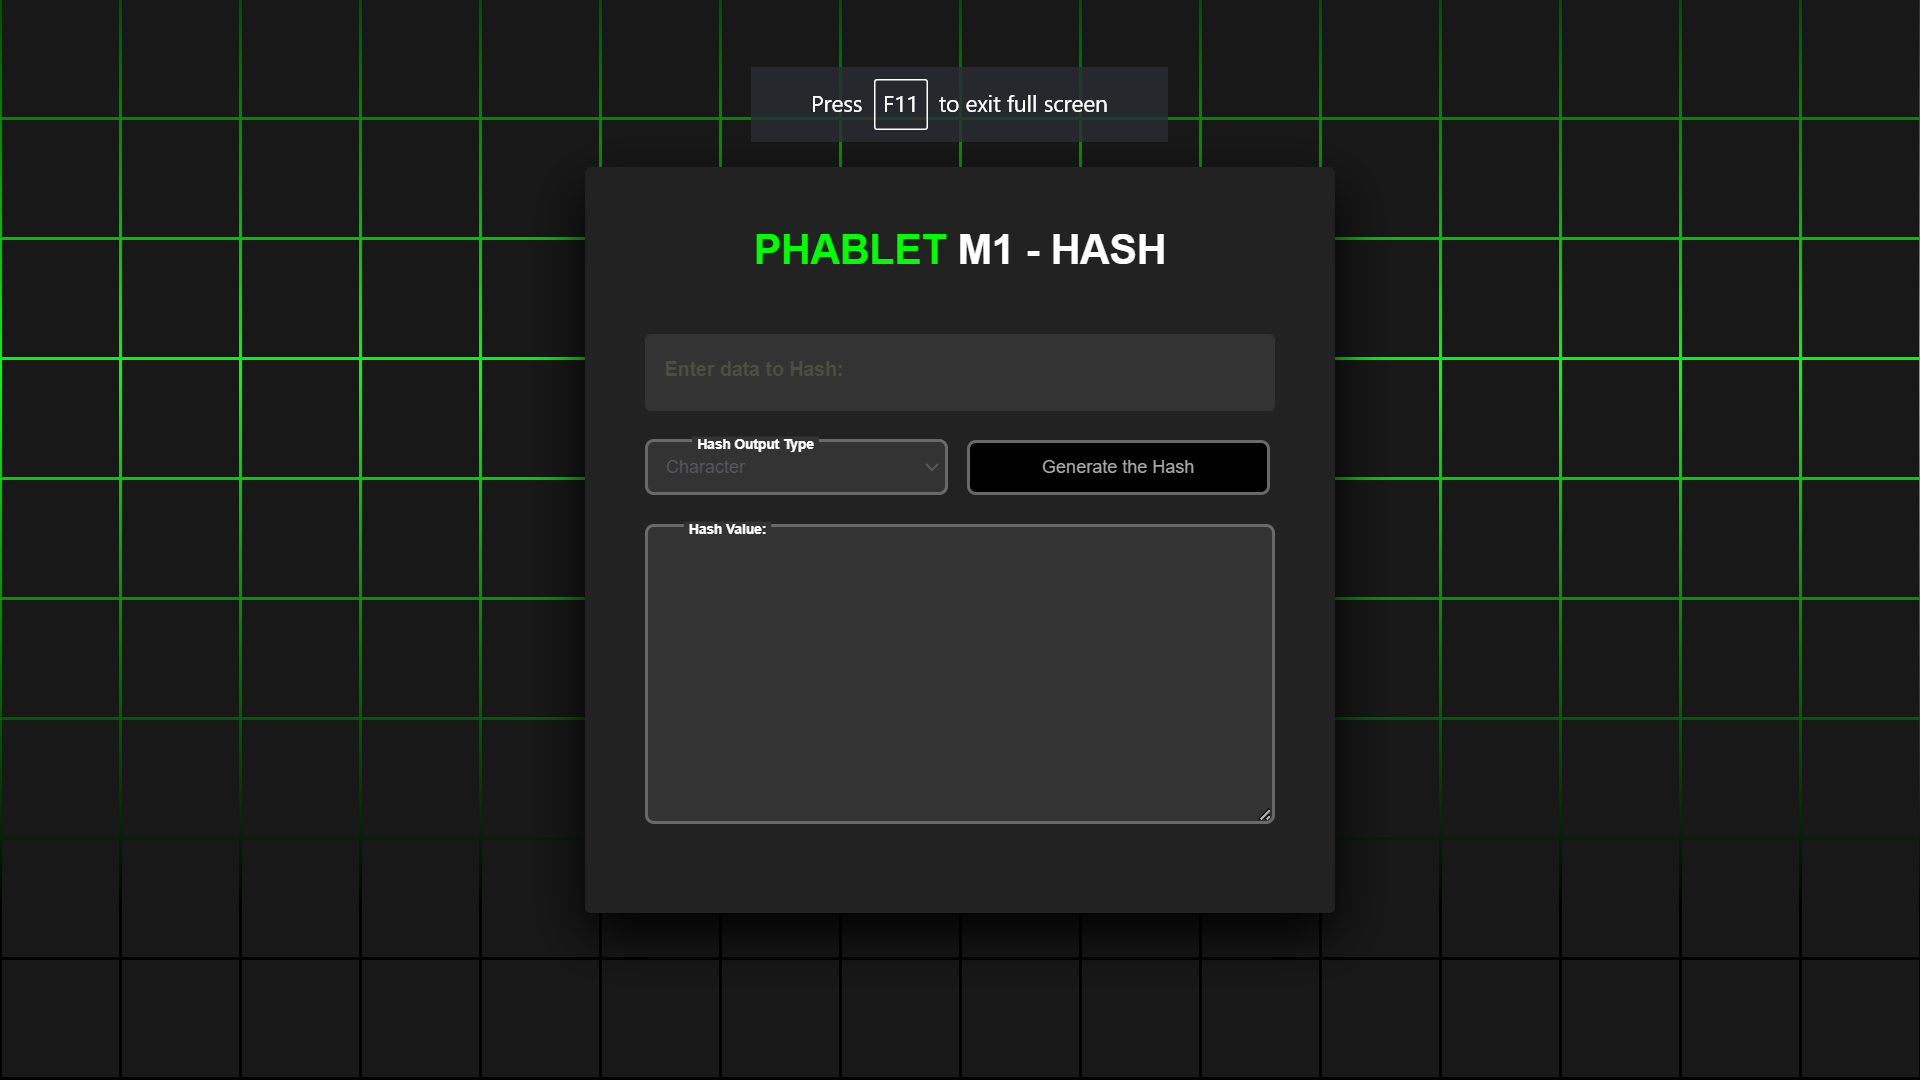 Press F11 to exit full screen
PHABLET M1 - HASH
Enter data to Hash:
Hash Output Type
Character
Generate the Hash
Hash Value: